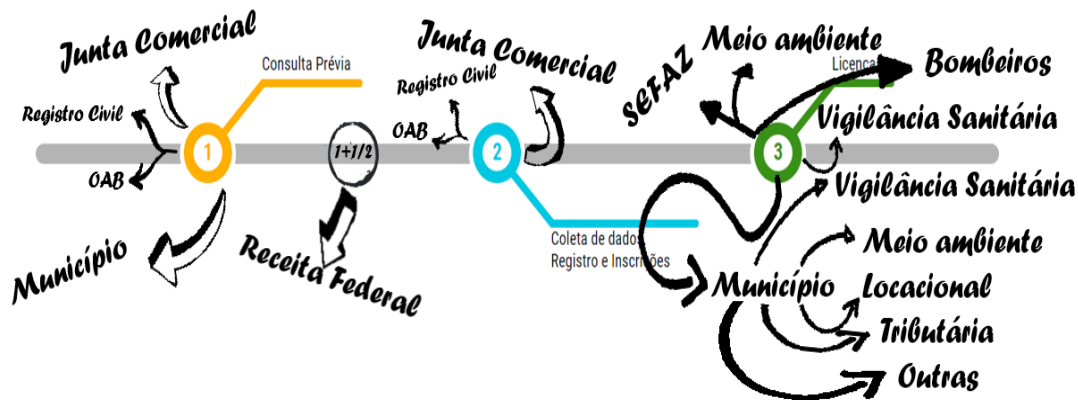 Junta Comercial
Consulta Prévia
Registro Civil
OAB
1
Município
1+1/2
Receita Federal
Junta Comercial
Registro Civil
OAB
2
Coleta de dados
Registro e Inscrições
SEFAZ
Meio ambiente
Licenças
Bombeiros
3
Vigilância Sanitária
Vigilância Sanitária
Município
Meio ambiente
Locacional
Tributária
Outras